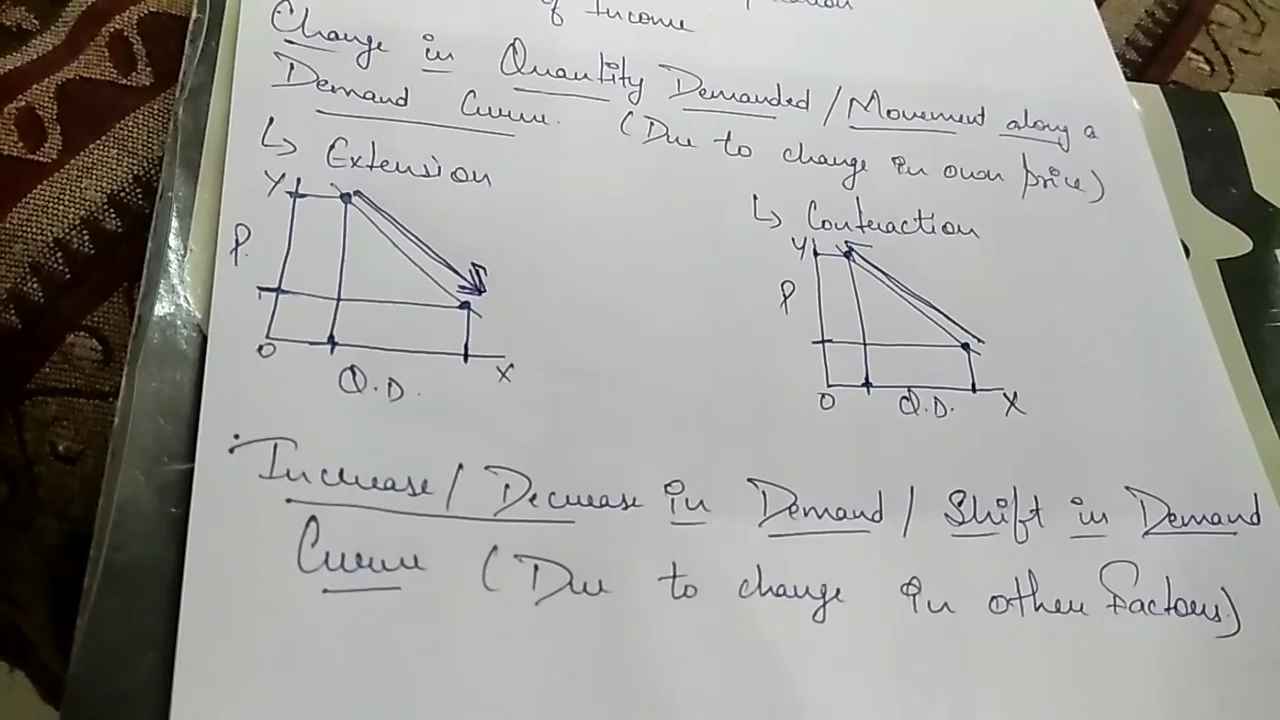 of Income
Change in Quantity Demanded / Movement along a
Demand Curve. (Due to change in own price)
↳ Extension
Y
P.
O
X
Q.D.
↳ Contraction
Y
P
O
Q.D.
X
Increase / Decrease in Demand / Shift in Demand
Curve (Due to change in other Factors)